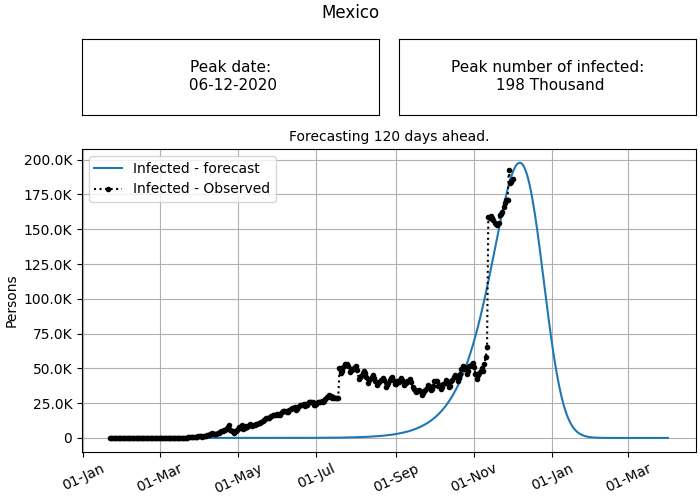 Mexico
Peak date:
06-12-2020
Peak number of infected:
198 Thousand
Forecasting 120 days ahead.
Infected - forecast
Infected - Observed
200.0K
175.0K
150.0K
125.0K
100.0K
75.0K
50.0K
25.0K
0
Persons
01-Jan
01-Mar
01-May
01-Jul
01-Sep
01-Nov
01-Jan
01-Mar